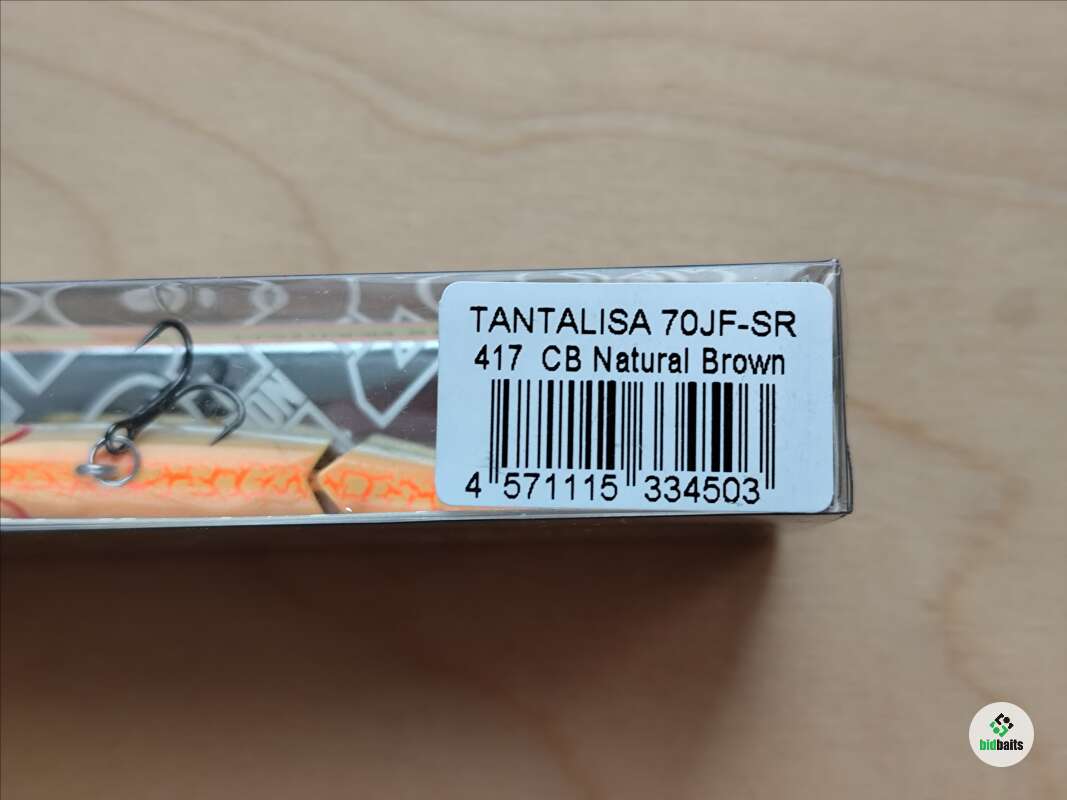 TANTALISA 70JF-SR
417 CB Natural Brown
4 571115 334503
bidbaits